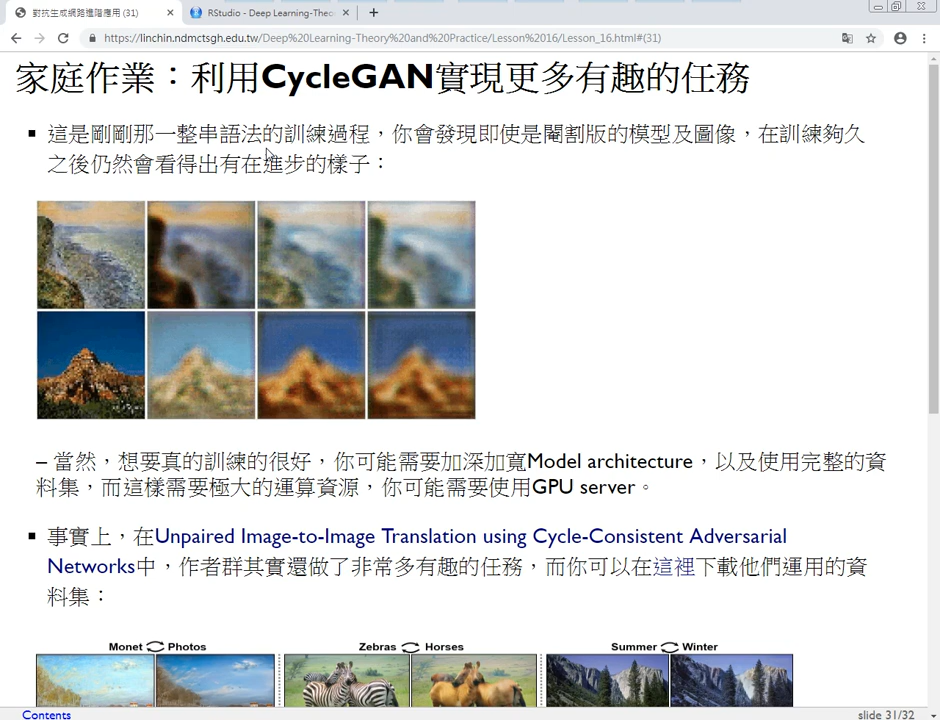 對抗生成網路進階應用 (31)
RStudio - Deep Learning-Theo
https://linchin.ndmctsgh.edu.tw/Deep%20Learning-Theory%20and%20Practice/Lesson%2016/Lesson_16.html#(31)
家庭作業：利用CycleGAN實現更多有趣的任務
這是剛剛那一整串語法的訓練過程，你會發現即使是閹割版的模型及圖像，在訓練夠久
之後仍然會看得出有在進步的樣子：
– 當然，想要真的訓練的很好，你可能需要加深加寬Model architecture，以及使用完整的資
料集，而這樣需要極大的運算資源，你可能需要使用GPU server。
事實上，在Unpaired Image-to-Image Translation using Cycle-Consistent Adversarial
Networks中，作者群其實還做了非常多有趣的任務，而你可以在這裡下載他們運用的資
料集：
Monet Photos
Zebras Horses
Summer Winter
Contents
slide 31/32